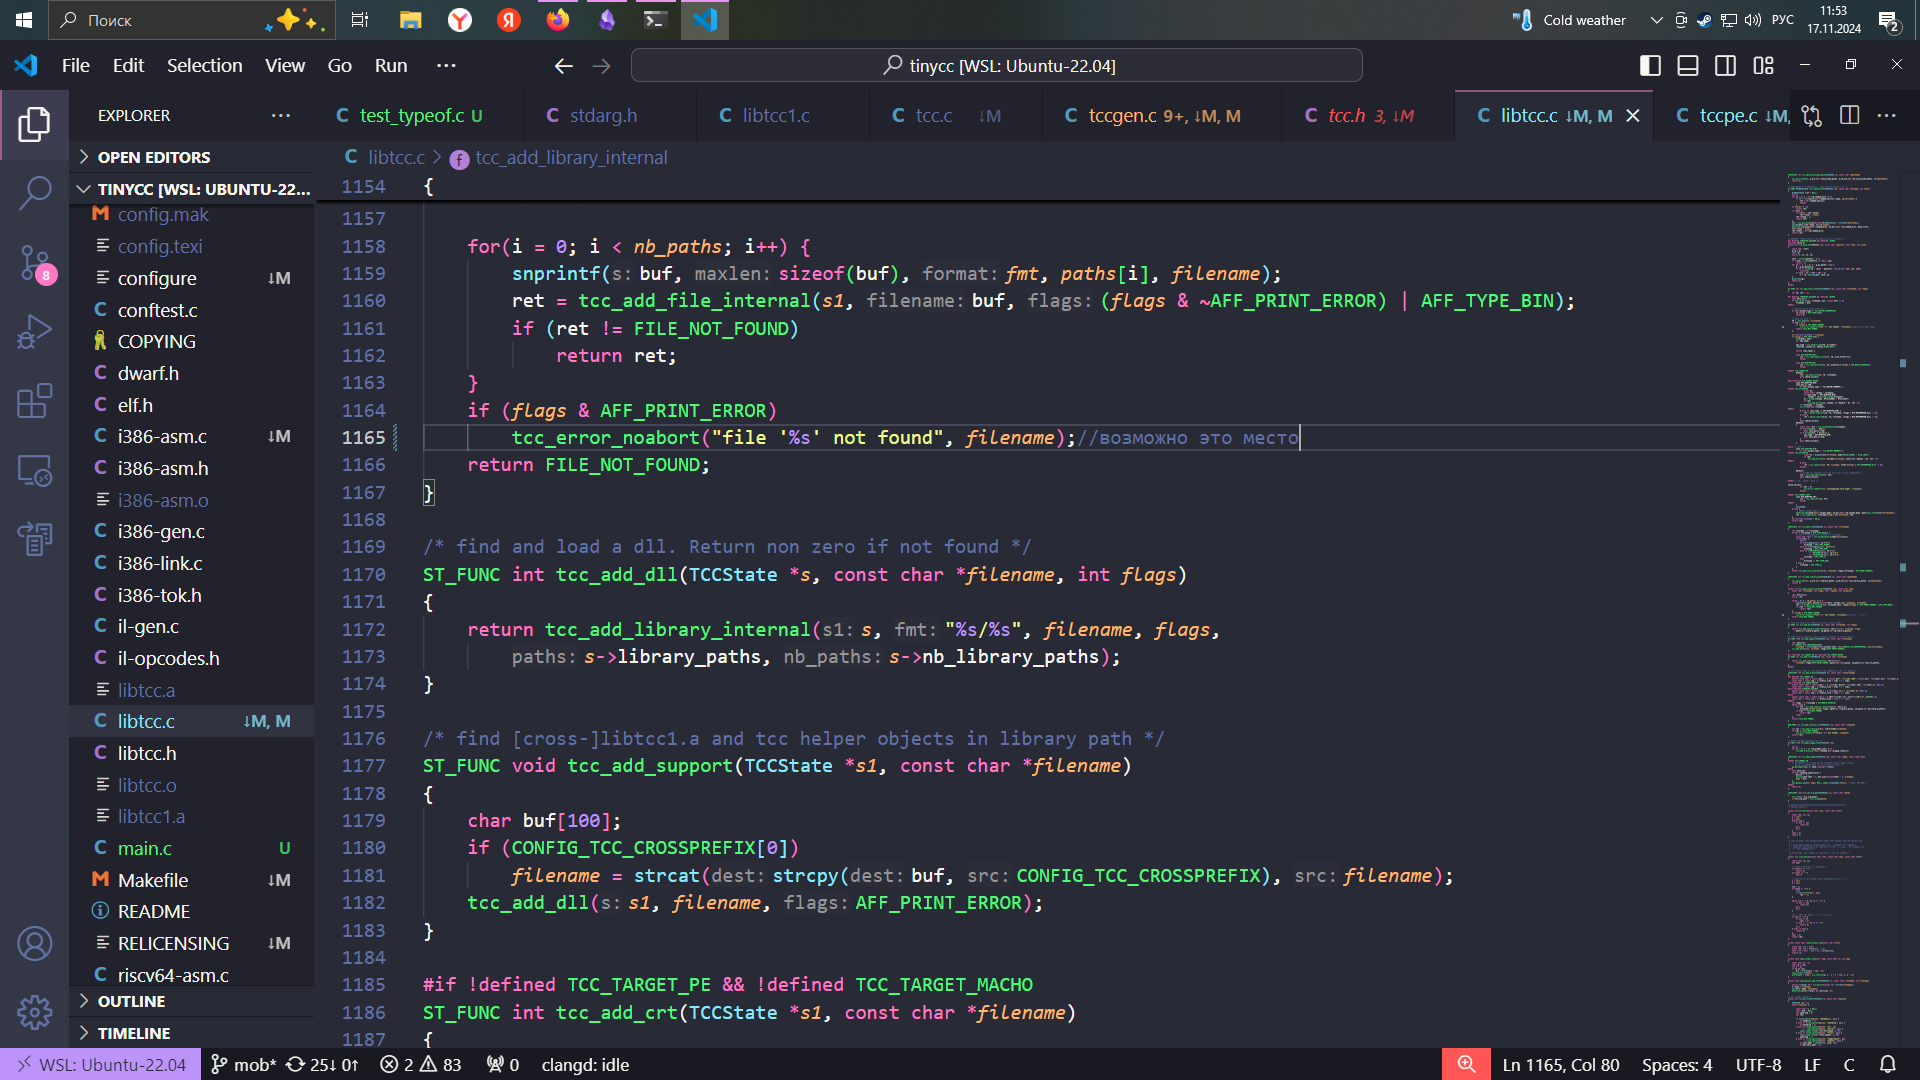 Поиск
Cold weather
РУС
11:53
17.11.2024
2
File Edit Selection View Go Run ···
tinycc [WSL: Ubuntu-22.04]
EXPLORER ···
C test_typeof.c U
C stdarg.h
C libtcc1.c
C tcc.c ↓M
C tccgen.c 9+, ↓M, M
C tcc.h 3, ↓M
C libtcc.c ↓M, M
C tccpe.c ↓M,
OPEN EDITORS
TINYCC [WSL: UBUNTU-22...
config.mak
config.texi
configure ↓M
conftest.c
COPYING
dwarf.h
elf.h
i386-asm.c ↓M
i386-asm.h
i386-asm.o
i386-gen.c
i386-link.c
i386-tok.h
il-gen.c
il-opcodes.h
libtcc.a
libtcc.c ↓M, M
libtcc.h
libtcc.o
libtcc1.a
main.c U
Makefile ↓M
README
RELICENSING ↓M
riscv64-asm.c
OUTLINE
TIMELINE
8
C libtcc.c > f tcc_add_library_internal
1154 {
1157
1158 for(i = 0; i < nb_paths; i++) {
1159 snprintf(s: buf, maxlen: sizeof(buf), format: fmt, paths[i], filename);
1160 ret = tcc_add_file_internal(s1, filename: buf, flags: (flags & ~AFF_PRINT_ERROR) | AFF_TYPE_BIN);
1161 if (ret != FILE_NOT_FOUND)
1162 return ret;
1163 }
1164 if (flags & AFF_PRINT_ERROR)
1165 tcc_error_noabort("file '%s' not found", filename);//возможно это место
1166 return FILE_NOT_FOUND;
1167 }
1168
1169 /* find and load a dll. Return non zero if not found */
1170 ST_FUNC int tcc_add_dll(TCCState *s, const char *filename, int flags)
1171 {
1172 return tcc_add_library_internal(s1: s, fmt: "%s/%s", filename, flags,
1173 paths: s->library_paths, nb_paths: s->nb_library_paths);
1174 }
1175
1176 /* find [cross-]libtcc1.a and tcc helper objects in library path */
1177 ST_FUNC void tcc_add_support(TCCState *s1, const char *filename)
1178 {
1179 char buf[100];
1180 if (CONFIG_TCC_CROSSPREFIX[0])
1181 filename = strcat(dest: strcpy(dest: buf, src: CONFIG_TCC_CROSSPREFIX), src: filename);
1182 tcc_add_dll(s: s1, filename, flags: AFF_PRINT_ERROR);
1183 }
1184
1185 #if !defined TCC_TARGET_PE && !defined TCC_TARGET_MACHO
1186 ST_FUNC int tcc_add_crt(TCCState *s1, const char *filename)
1187 {
WSL: Ubuntu-22.04 mob* 25↓ 0↑ 2 83 0 clangd: idle Ln 1165, Col 80 Spaces: 4 UTF-8 LF C